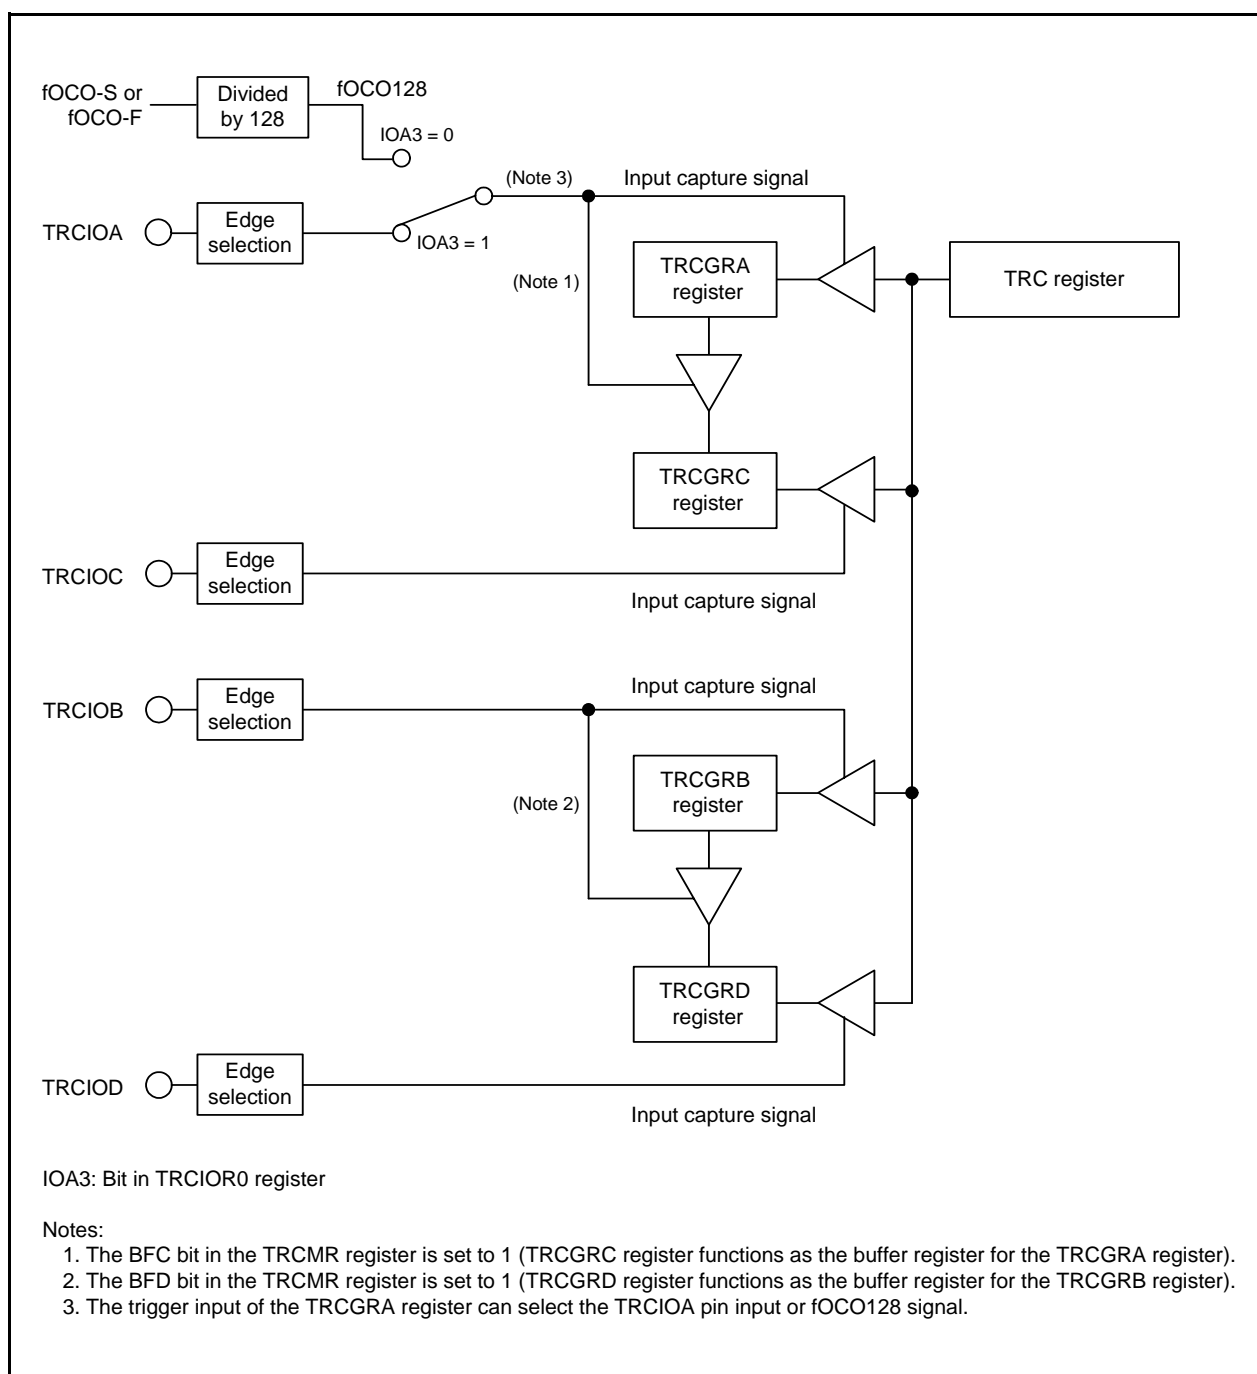 fOCO-S or
fOCO-F
Divided
by 128
fOCO128
IOA3 = 0
(Note 3)
Input capture signal
TRCIOA
Edge
selection
IOA3 = 1
(Note 1)
TRCGRA
register
TRC register
TRCGRC
register
TRCIOC
Edge
selection
Input capture signal
TRCIOB
Edge
selection
Input capture signal
(Note 2)
TRCGRB
register
TRCGRD
register
TRCIOD
Edge
selection
Input capture signal
IOA3: Bit in TRCIOR0 register
Notes:
1. The BFC bit in the TRCMR register is set to 1 (TRCGRC register functions as the buffer register for the TRCGRA register).
2. The BFD bit in the TRCMR register is set to 1 (TRCGRD register functions as the buffer register for the TRCGRB register).
3. The trigger input of the TRCGRA register can select the TRCIOA pin input or fOCO128 signal.